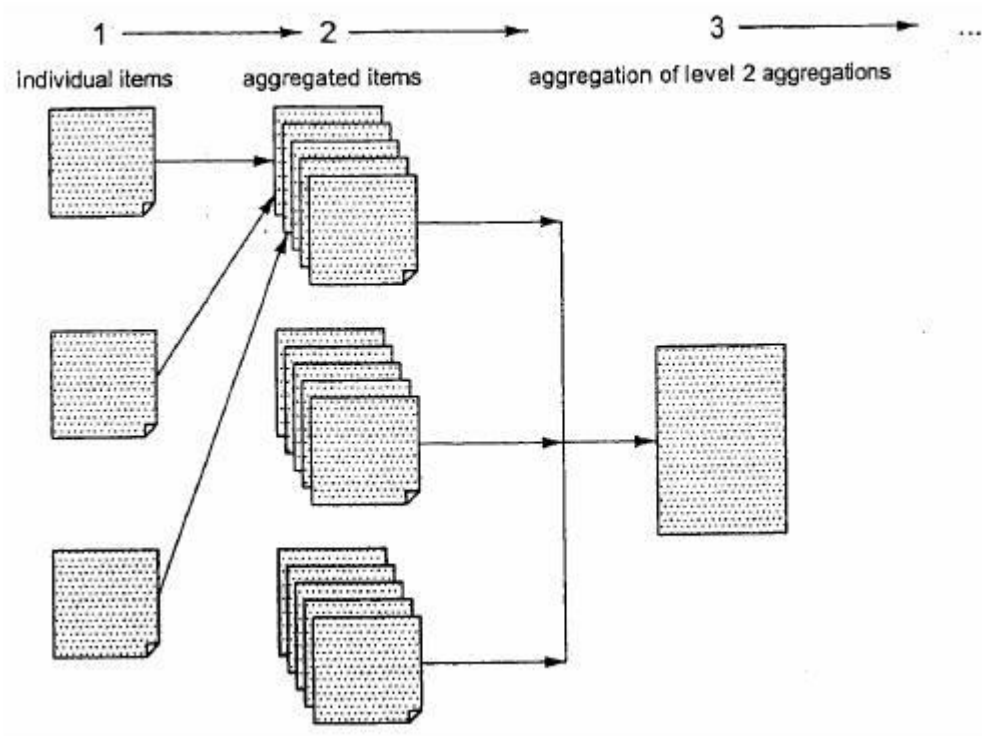 1 2 3 ...
individual items aggregated items aggregation of level 2 aggregations